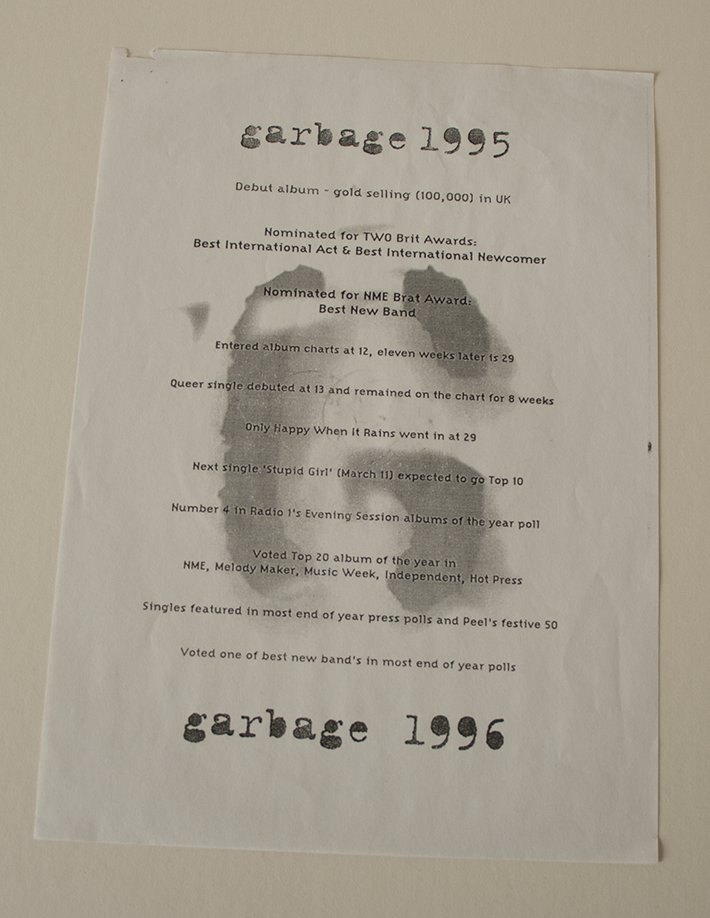 garbage 1995
Debut album - gold selling (100,000) in UK
Nominated for TWO Brit Awards:
Best International Act & Best International Newcomer
Nominated for NME Brat Award:
Best New Band
Entered album charts at 12, eleven weeks later is 29
Queer single debuted at 13 and remained on the chart for 8 weeks
Only Happy When It Rains went in at 29
Next single 'Stupid Girl' (March 11) expected to go Top 10
Number 4 in Radio 1's Evening Session albums of the year poll
Voted Top 20 album of the year in
NME, Melody Maker, Music Week, Independent, Hot Press
Singles featured in most end of year press polls and Peel's festive 50
Voted one of best new band's in most end of year polls
garbage 1996